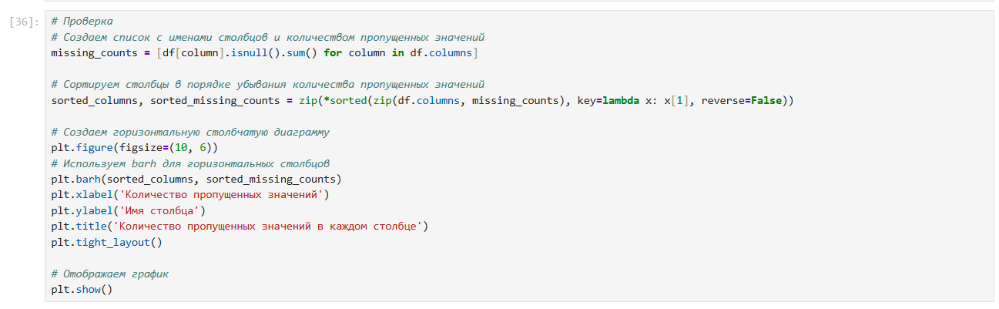 [36]:
# Проверка
# Создаем список с именами столбцов и количеством пропущенных значений
missing_counts = [df[column].isnull().sum() for column in df.columns]
# Сортируем столбцы в порядке убывания количества пропущенных значений
sorted_columns, sorted_missing_counts = zip(*sorted(zip(df.columns, missing_counts), key=lambda x: x[1], reverse=False))
# Создаем горизонтальную столбчатую диаграмму
plt.figure(figsize=(10, 6))
# Используем barh для горизонтальных столбцов
plt.barh(sorted_columns, sorted_missing_counts)
plt.xlabel('Количество пропущенных значений')
plt.ylabel('Имя столбца')
plt.title('Количество пропущенных значений в каждом столбце')
plt.tight_layout()
# Отображаем график
plt.show()